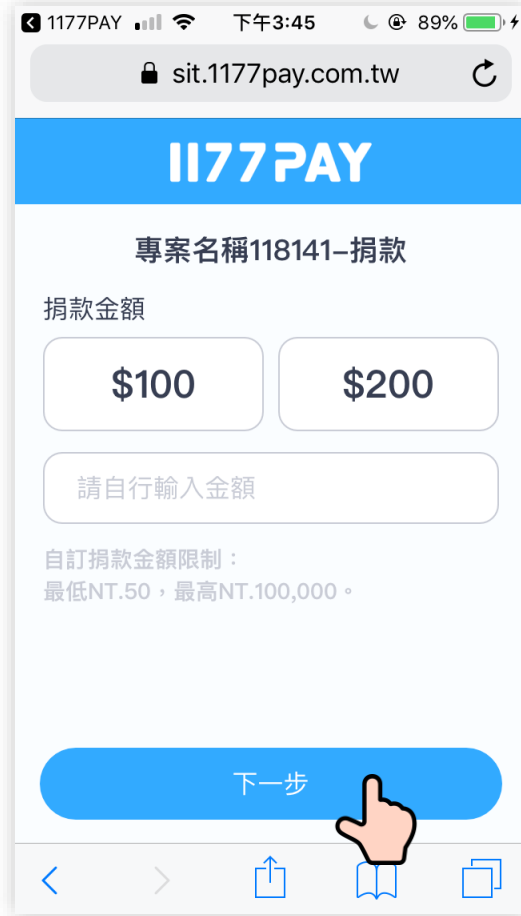 1177PAY 下午3:45 89%
sit.1177pay.com.tw
1177 PAY
專案名稱118141–捐款
捐款金額
$100 $200
請自行輸入金額
自訂捐款金額限制：
最低NT.50，最高NT.100,000。
下一步